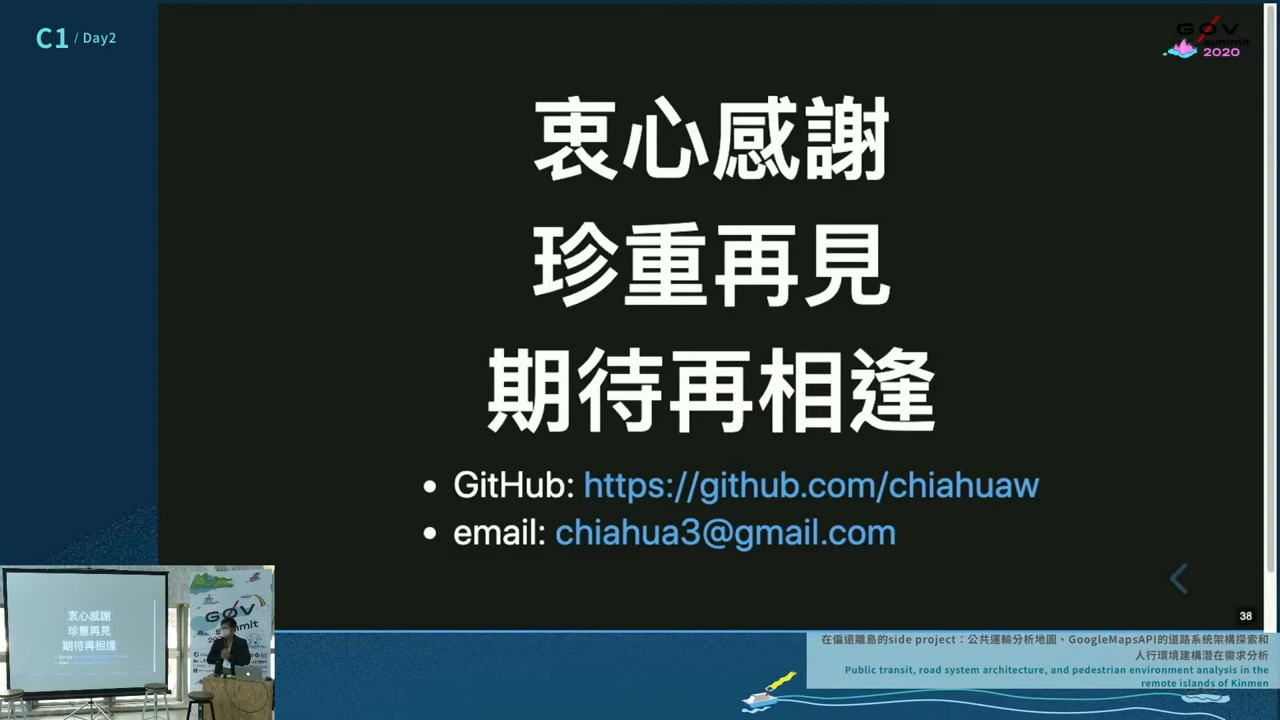 C1 / Day2
GØV
summit
2020
衷心感謝
珍重再見
期待再相逢
GitHub: https://github.com/chiahuaw
email: chiahua3@gmail.com
38
衷心感謝
珍重再見
期待再相逢
GØV
summit
在偏遠離島的side project：公共運輸分析地圖、GoogleMapsAPI的道路系統架構探索和
人行環境建構潛在需求分析
Public transit, road system architecture, and pedestrian environment analysis in the
remote islands of Kinmen